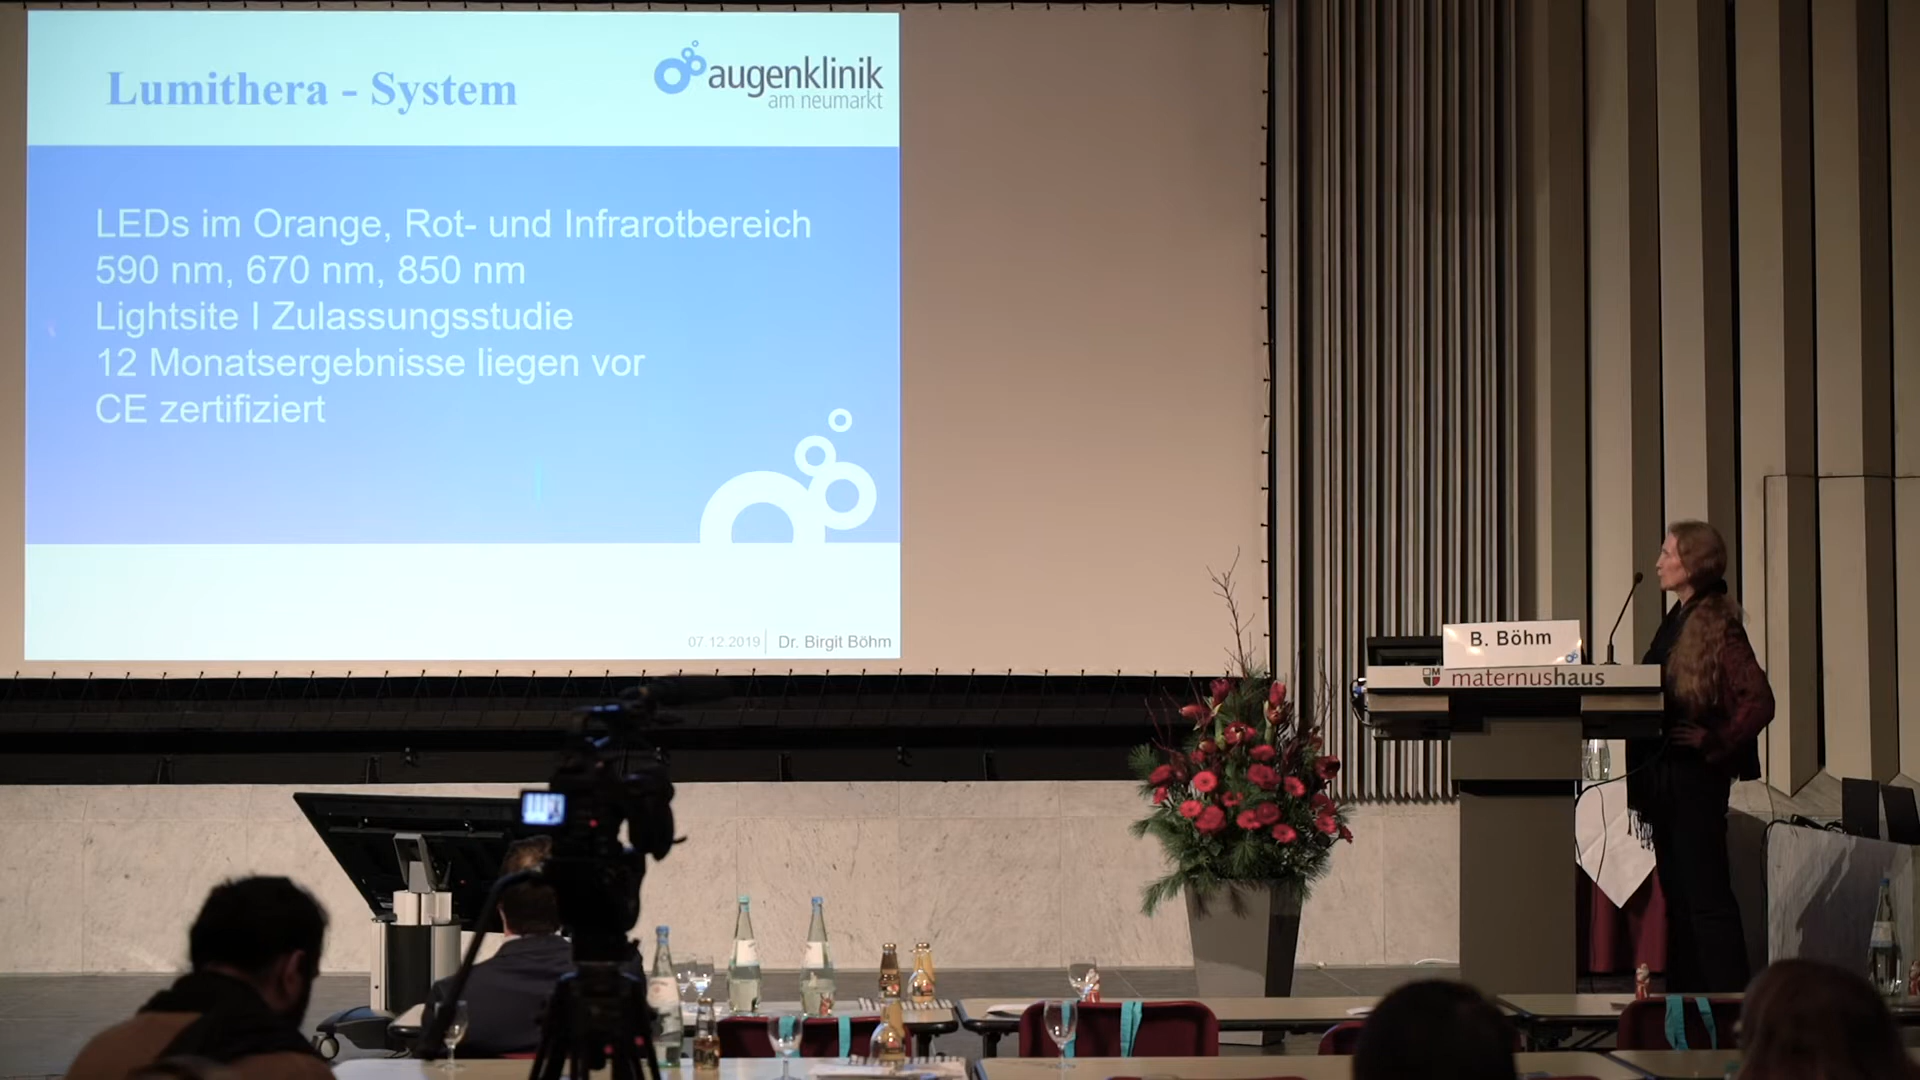 Lumithera - System
augenklinik
am neumarkt
LEDs im Orange, Rot- und Infrarotbereich
590 nm, 670 nm, 850 nm
Lightsite I Zulassungsstudie
12 Monatsergebnisse liegen vor
CE zertifiziert
07.12.2019 Dr. Birgit Böhm
B. Böhm
M maternushaus